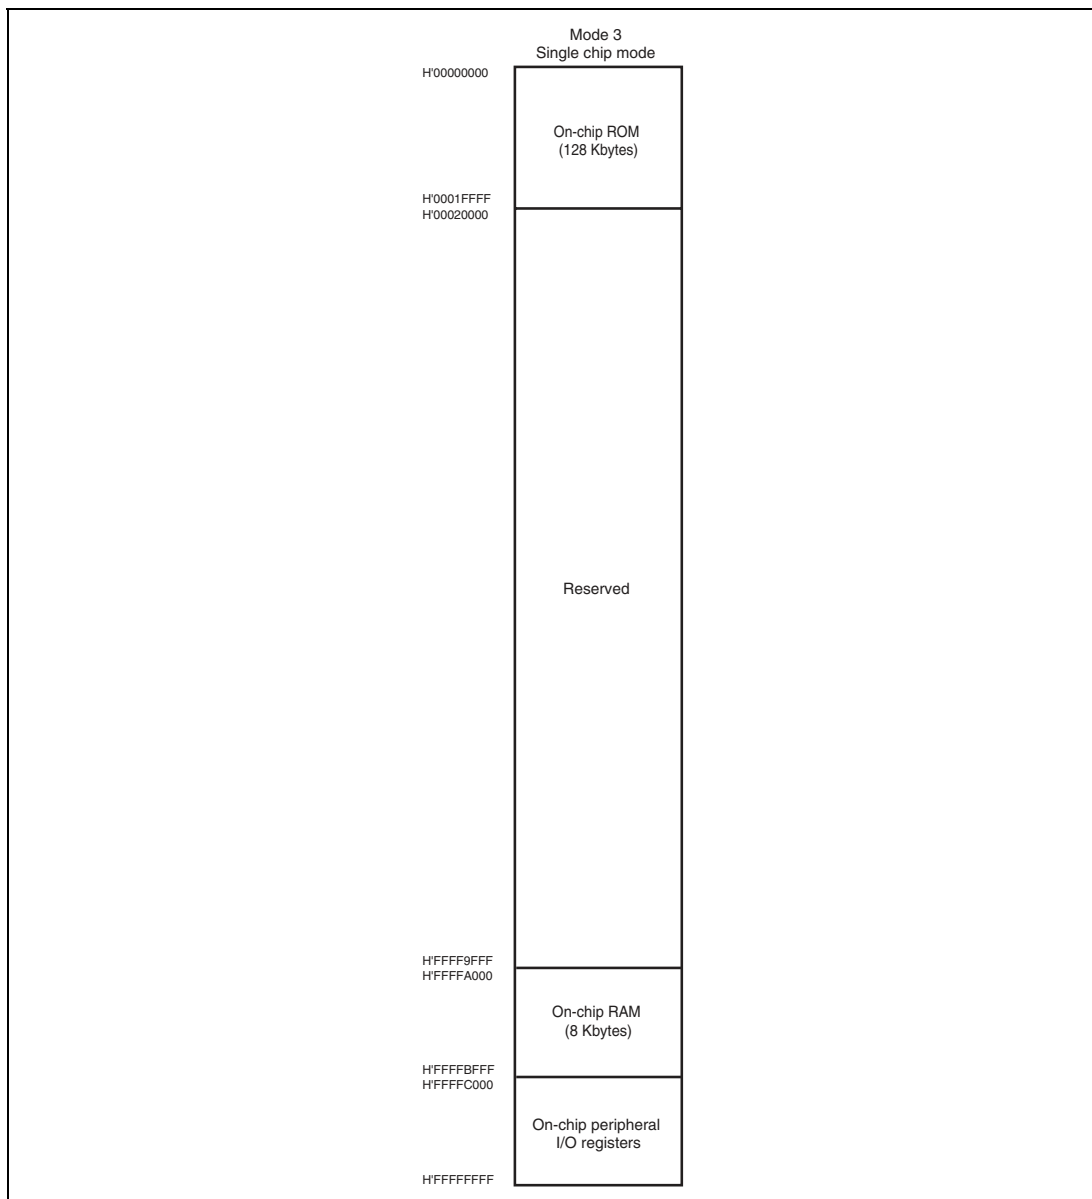 Mode 3
Single chip mode
H'00000000
On-chip ROM
(128 Kbytes)
H'0001FFFF
H'00020000
Reserved
H'FFFF9FFF
H'FFFFA000
On-chip RAM
(8 Kbytes)
H'FFFFBFFF
H'FFFFC000
On-chip peripheral
I/O registers
H'FFFFFFFF